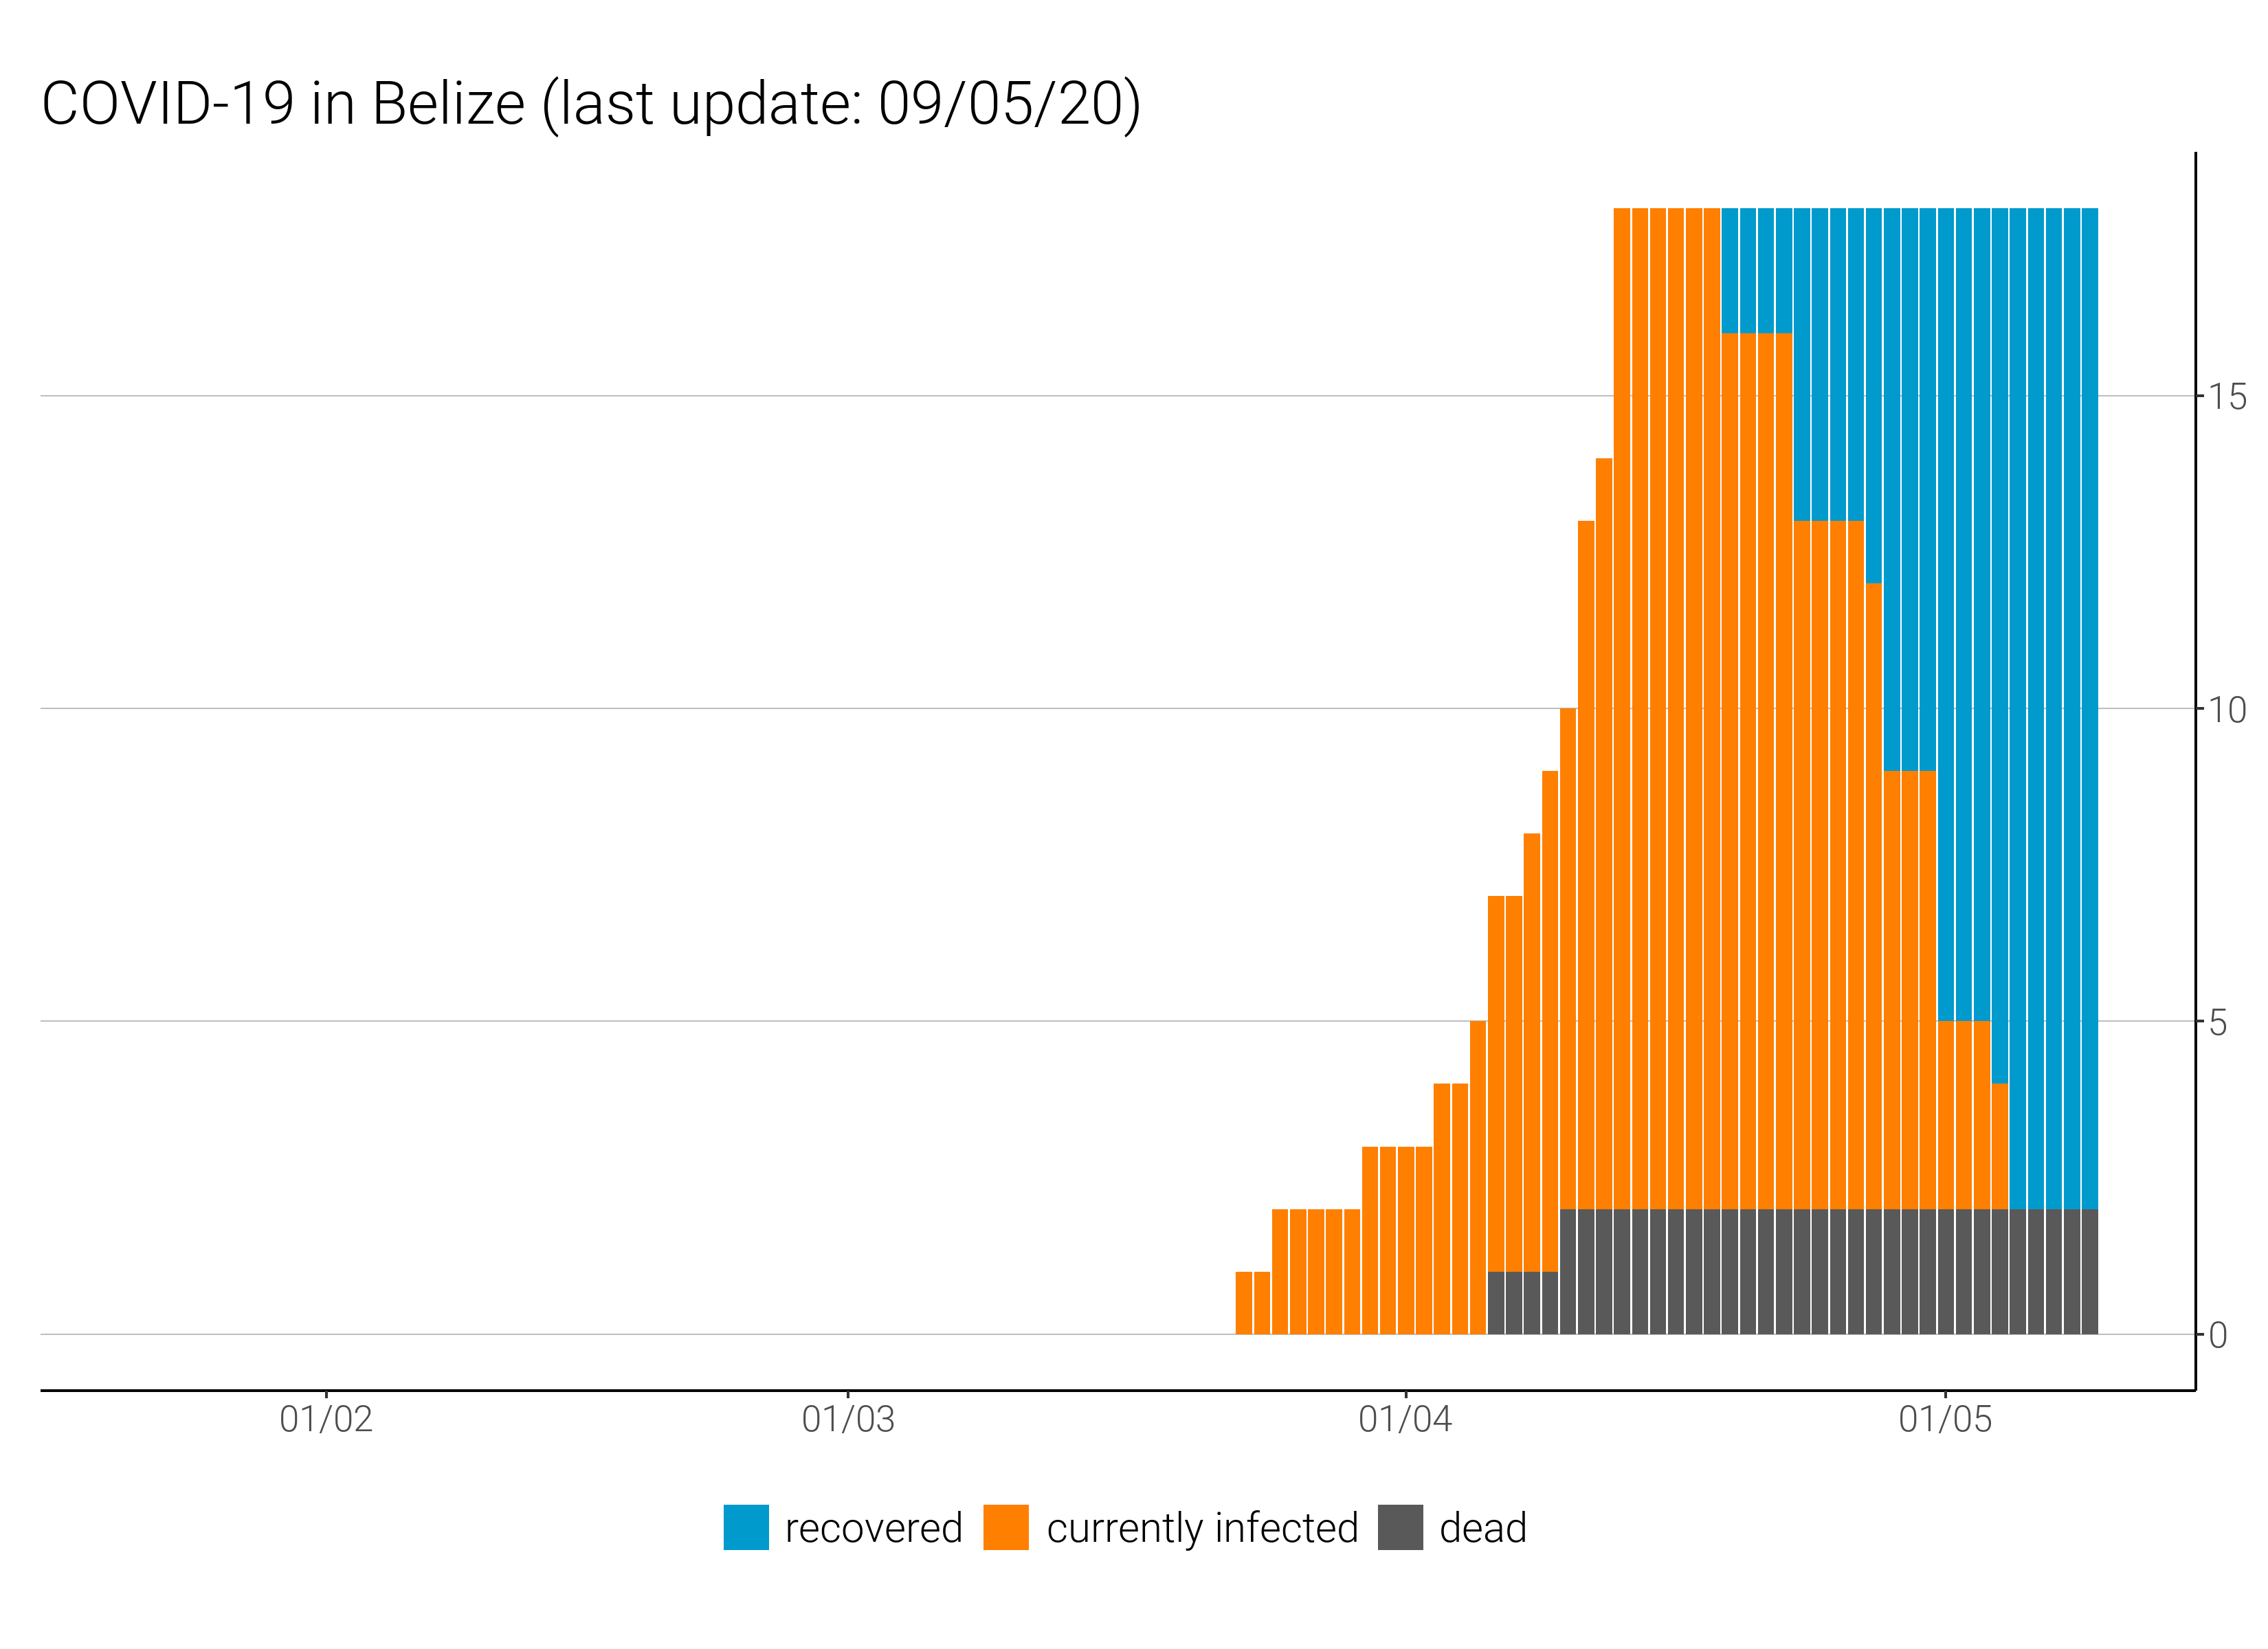 COVID-19 in Belize (last update: 09/05/20)
15
10
5
0
01/02 01/03 01/04 01/05
recovered currently infected dead